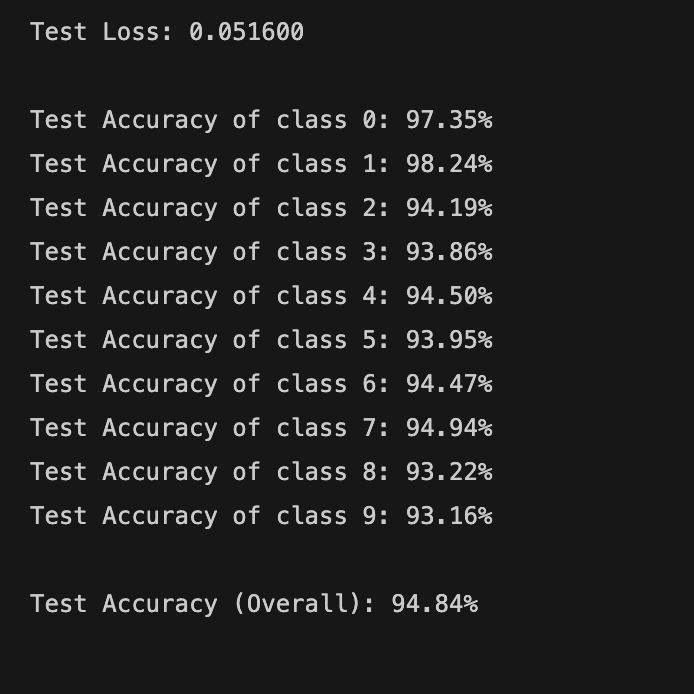 Test Loss: 0.051600
Test Accuracy of class 0: 97.35%
Test Accuracy of class 1: 98.24%
Test Accuracy of class 2: 94.19%
Test Accuracy of class 3: 93.86%
Test Accuracy of class 4: 94.50%
Test Accuracy of class 5: 93.95%
Test Accuracy of class 6: 94.47%
Test Accuracy of class 7: 94.94%
Test Accuracy of class 8: 93.22%
Test Accuracy of class 9: 93.16%
Test Accuracy (Overall): 94.84%